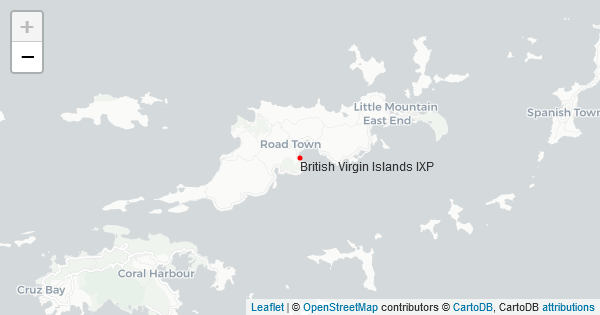 +
−
Little Mountain
East End
Spanish Town
Road Town
British Virgin Islands IXP
Coral Harbour
Cruz Bay
Leaflet | © OpenStreetMap contributors © CartoDB, CartoDB attributions